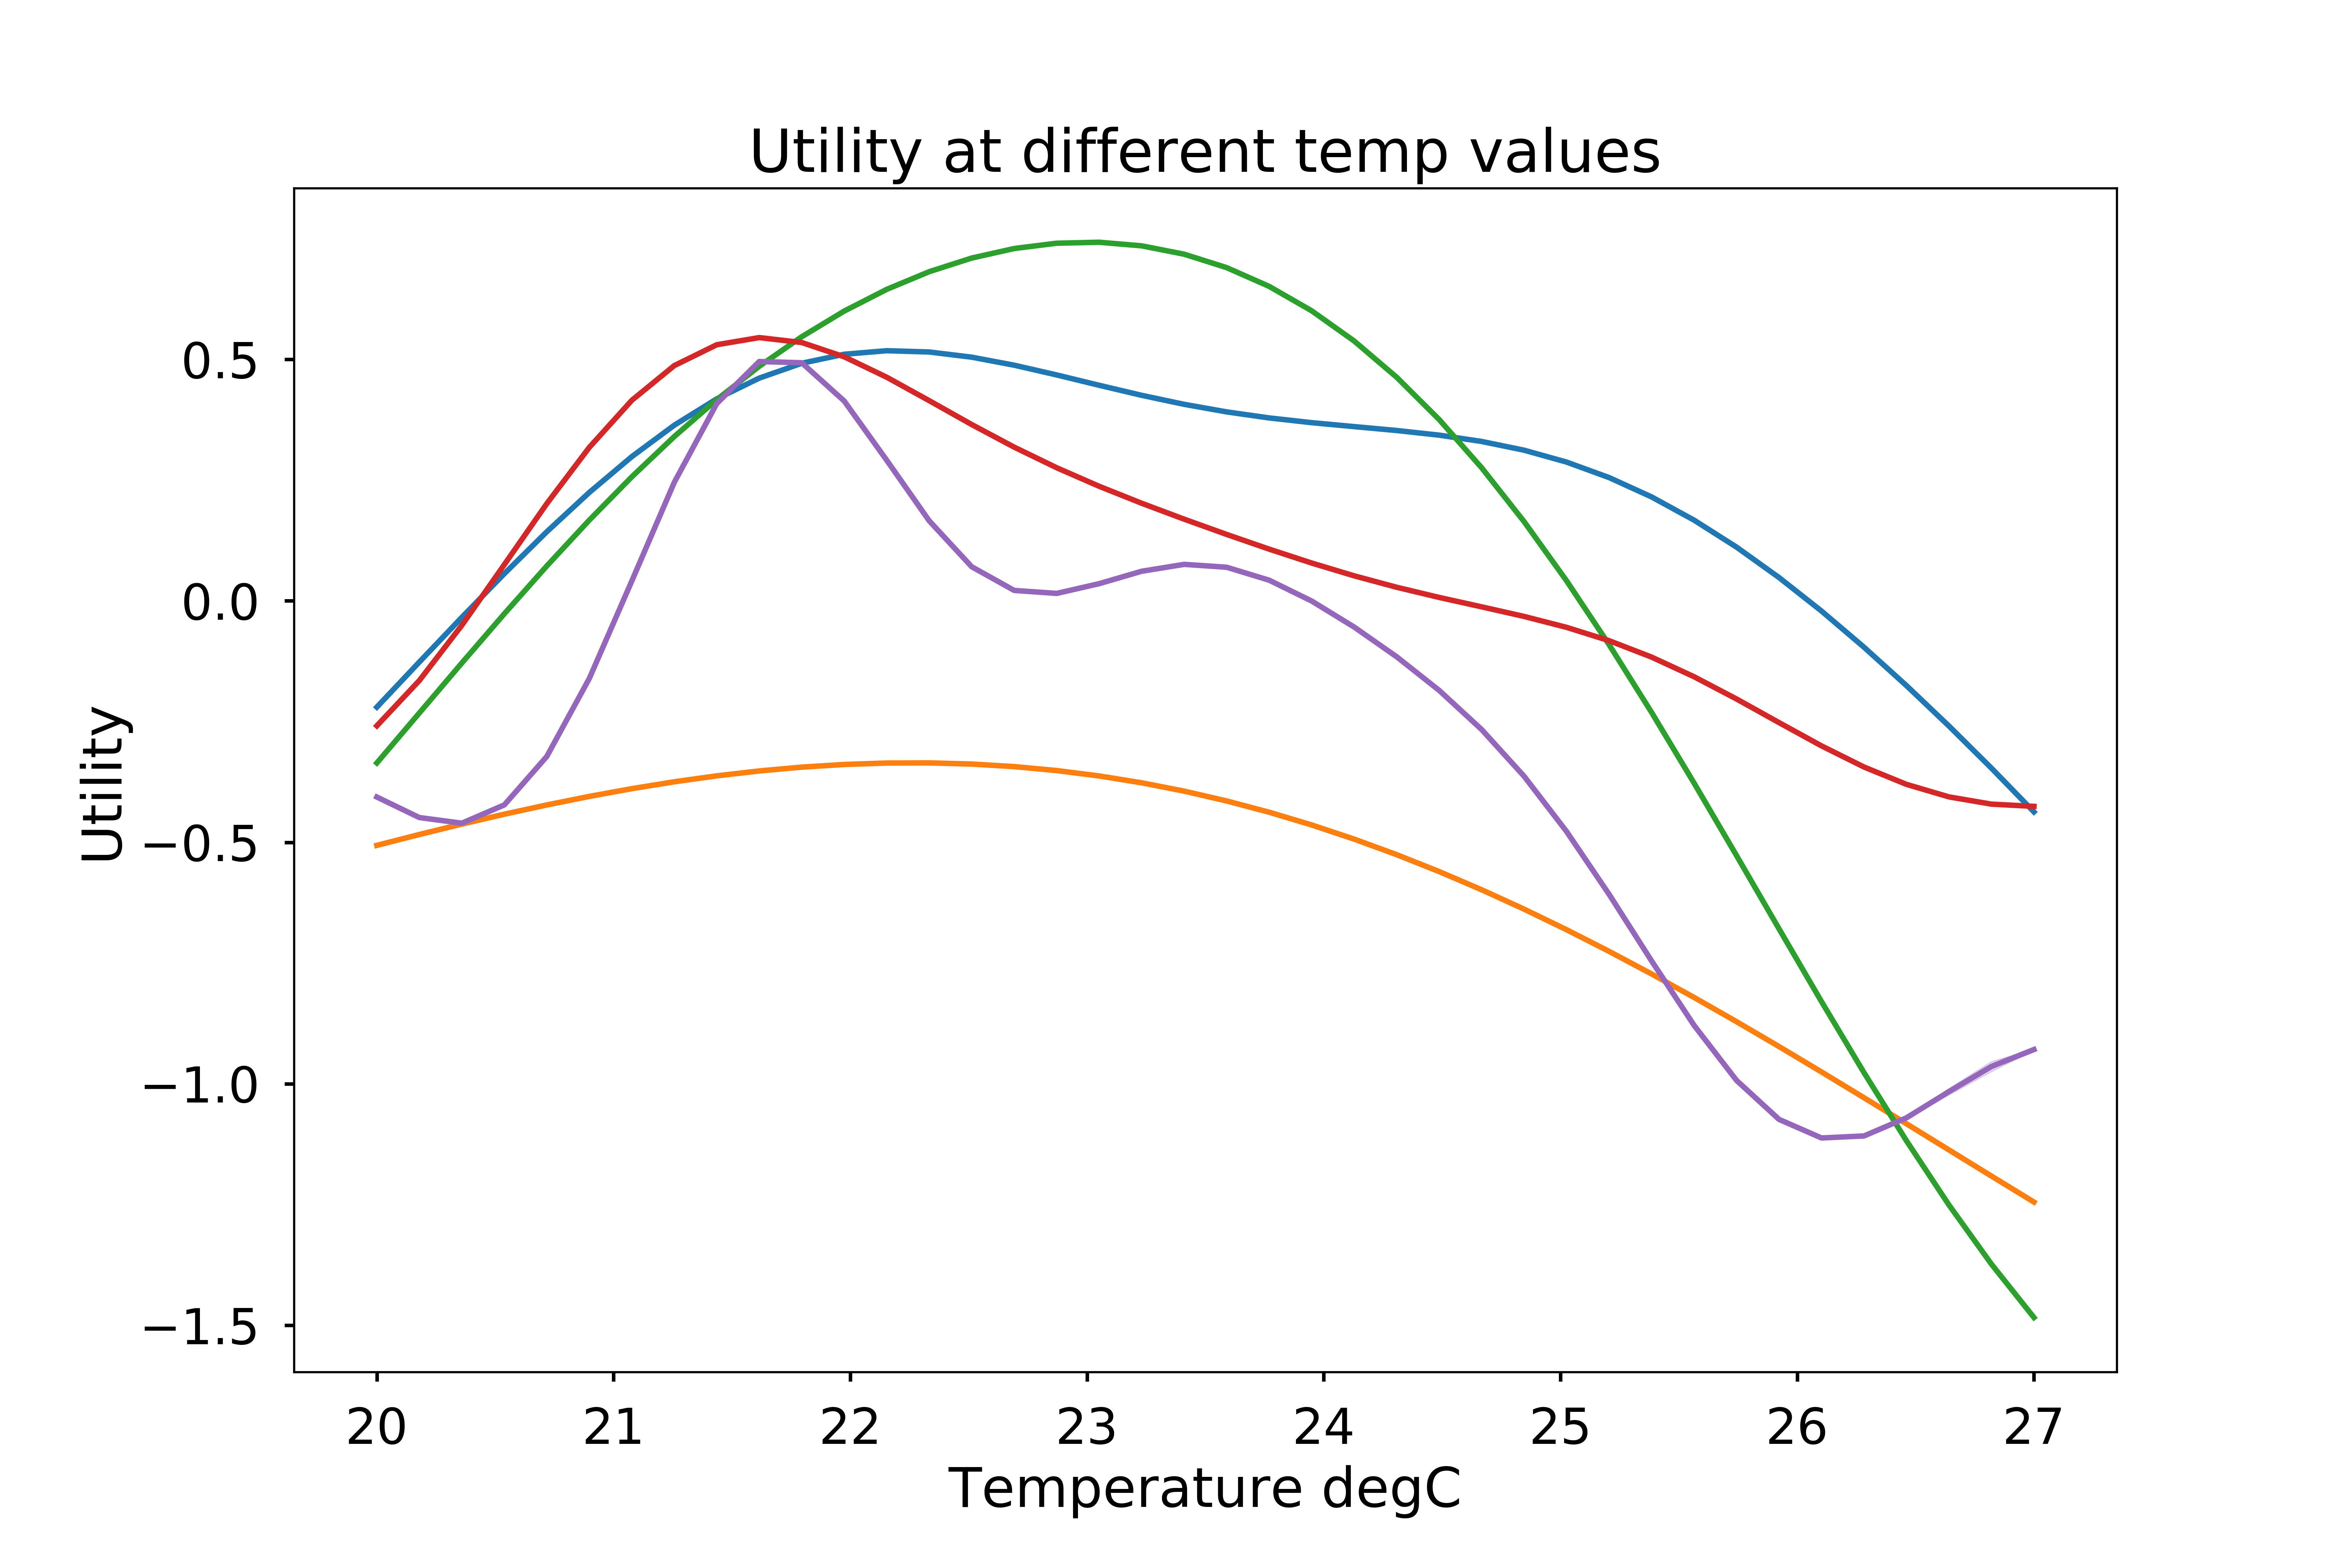 Utility at different temp values
Utility
0.5
0.0
−0.5
−1.0
−1.5
20 21 22 23 24 25 26 27
Temperature degC